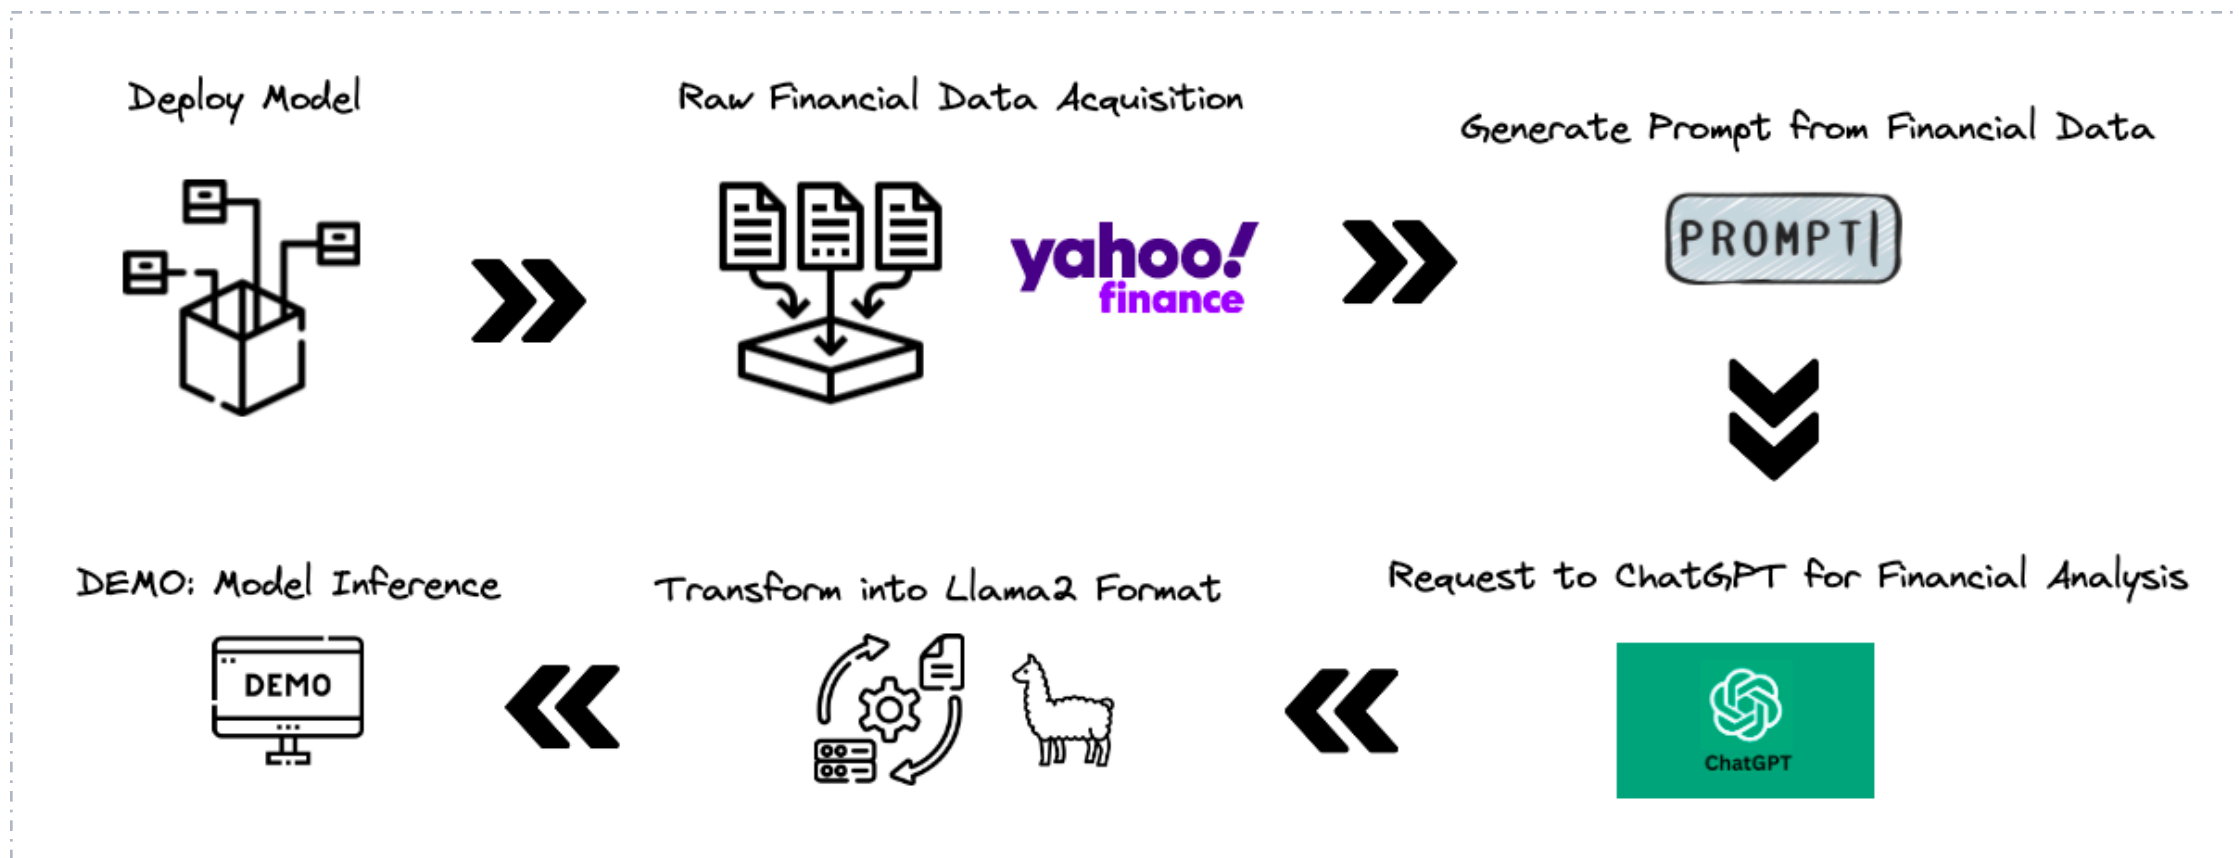 Deploy Model
Raw Financial Data Acquisition
yahoo!
finance
Generate Prompt from Financial Data
PROMPT
Request to ChatGPT for Financial Analysis
ChatGPT
Transform into Llama2 Format
DEMO: Model Inference
DEMO